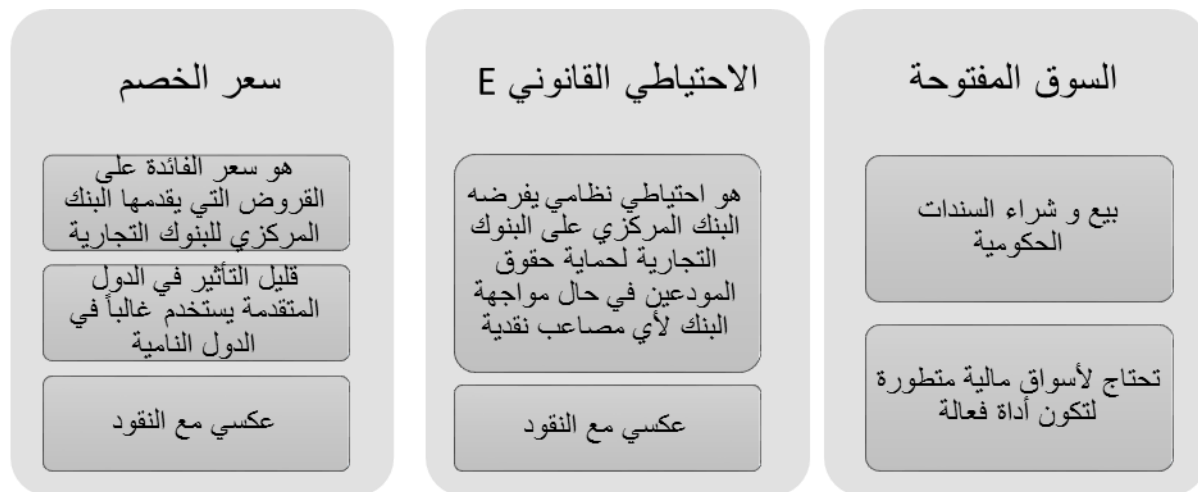 السوق المفتوحة
بيع و شراء السندات
الحكومية
تحتاج لأسواق مالية متطورة
لتكون أداة فعالة
الاحتياطي القانوني E
هو احتياطي نظامي يفرضه
البنك المركزي على البنوك
التجارية لحماية حقوق
المودعين في حال مواجهة
البنك لأي مصاعب نقدية
عكسي مع النقود
سعر الخصم
هو سعر الفائدة على
القروض التي يقدمها البنك
المركزي للبنوك التجارية
قليل التأثير في الدول
المتقدمة يستخدم غالباً في
الدول النامية
عكسي مع النقود